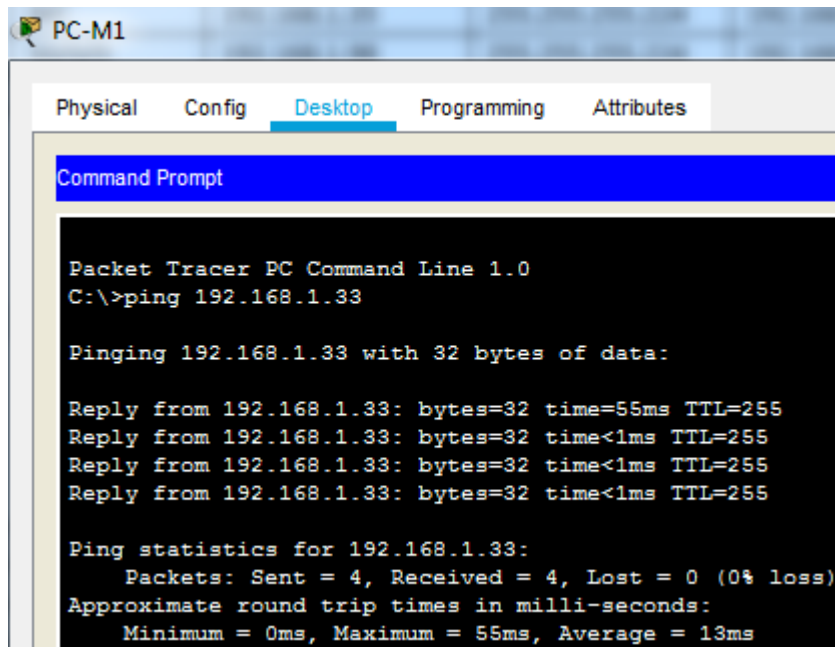 PC-M1
Physical Config Desktop Programming Attributes
Command Prompt
Packet Tracer PC Command Line 1.0
C:\>ping 192.168.1.33
Pinging 192.168.1.33 with 32 bytes of data:
Reply from 192.168.1.33: bytes=32 time=55ms TTL=255
Reply from 192.168.1.33: bytes=32 time<1ms TTL=255
Reply from 192.168.1.33: bytes=32 time<1ms TTL=255
Reply from 192.168.1.33: bytes=32 time<1ms TTL=255
Ping statistics for 192.168.1.33:
Packets: Sent = 4, Received = 4, Lost = 0 (0% loss)
Approximate round trip times in milli-seconds:
Minimum = 0ms, Maximum = 55ms, Average = 13ms